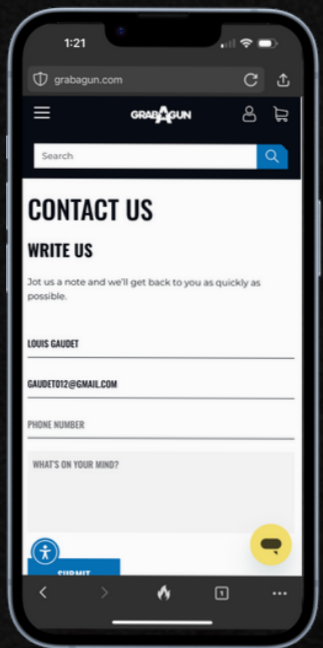 1:21
grabagun.com
GRABAGUN
Search
CONTACT US
WRITE US
Jot us a note and we'll get back to you as quickly as
possible.
LOUIS GAUDET
GAUDET012@GMAIL.COM
PHONE NUMBER
WHAT'S ON YOUR MIND?
SUBMIT
1